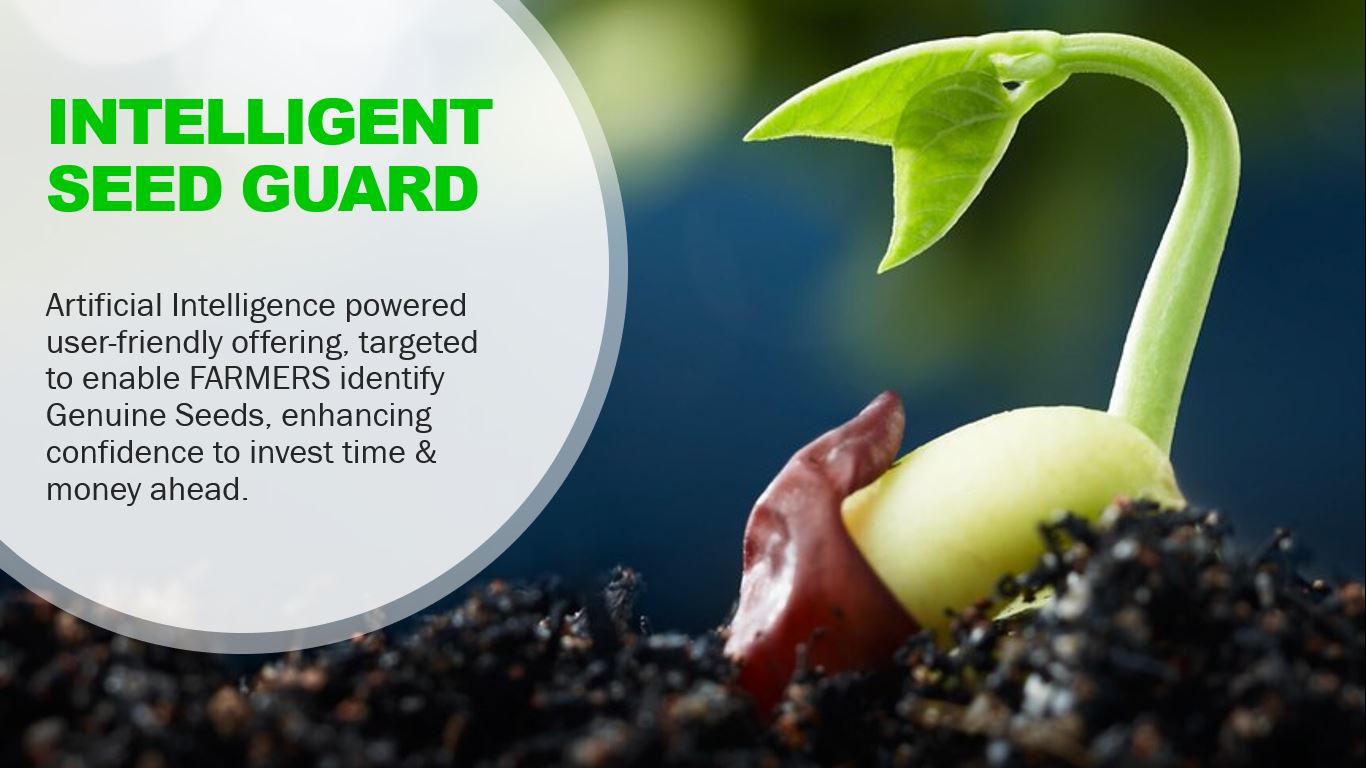 INTELLIGENT
SEED GUARD
Artificial Intelligence powered
user-friendly offering, targeted
to enable FARMERS identify
Genuine Seeds, enhancing
confidence to invest time &
money ahead.